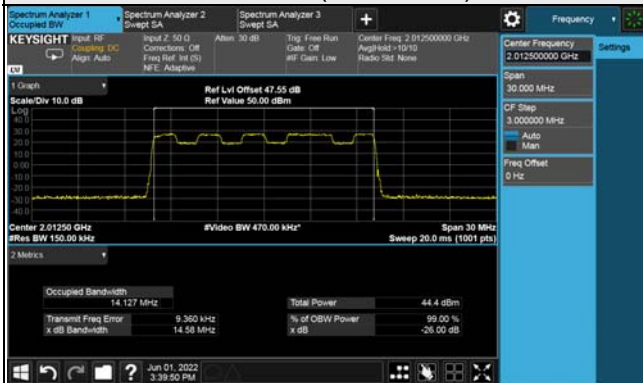 Spectrum Analyzer 1
Occupied BW
Spectrum Analyzer 2
Swept SA
Spectrum Analyzer 3
Swept SA
Frequency
KEYSIGHT
Input: RF
Coupling: DC
Align: Auto
Input Z: 50 Ω
Corrections: Off
Freq Ref: Int (S)
NFE: Adaptive
Atten: 30 dB
Trig: Free Run
Gate: Off
#IF Gain: Low
Center Freq: 2.012500000 GHz
Avg|Hold:>10/10
Radio Std: None
Center Frequency
2.012500000 GHz
Settings
Span
30.000 MHz
CF Step
3.000000 MHz
Auto
Man
Freq Offset
0 Hz
LXI
1 Graph
Scale/Div 10.0 dB
Ref Lvl Offset 47.55 dB
Ref Value 50.00 dBm
Log
40.0
30.0
20.0
10.0
0.00
-10.0
-20.0
-30.0
-40.0
Center 2.01250 GHz
#Video BW 470.00 kHz*
Span 30 MHz
#Res BW 150.00 kHz
Sweep 20.0 ms (1001 pts)
2 Metrics
Occupied Bandwidth
14.127 MHz
Total Power
44.4 dBm
Transmit Freq Error
9.360 kHz
% of OBW Power
99.00 %
x dB Bandwidth
14.58 MHz
x dB
-26.00 dB
?
Jun 01, 2022
3:39:50 PM